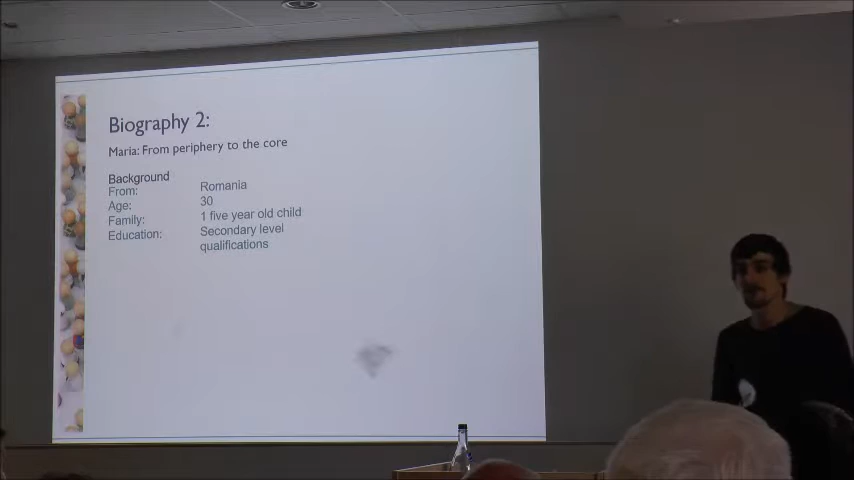 Biography 2:
Maria: From periphery to the core
Background
From: Romania
Age: 30
Family: 1 five year old child
Education: Secondary level
qualifications